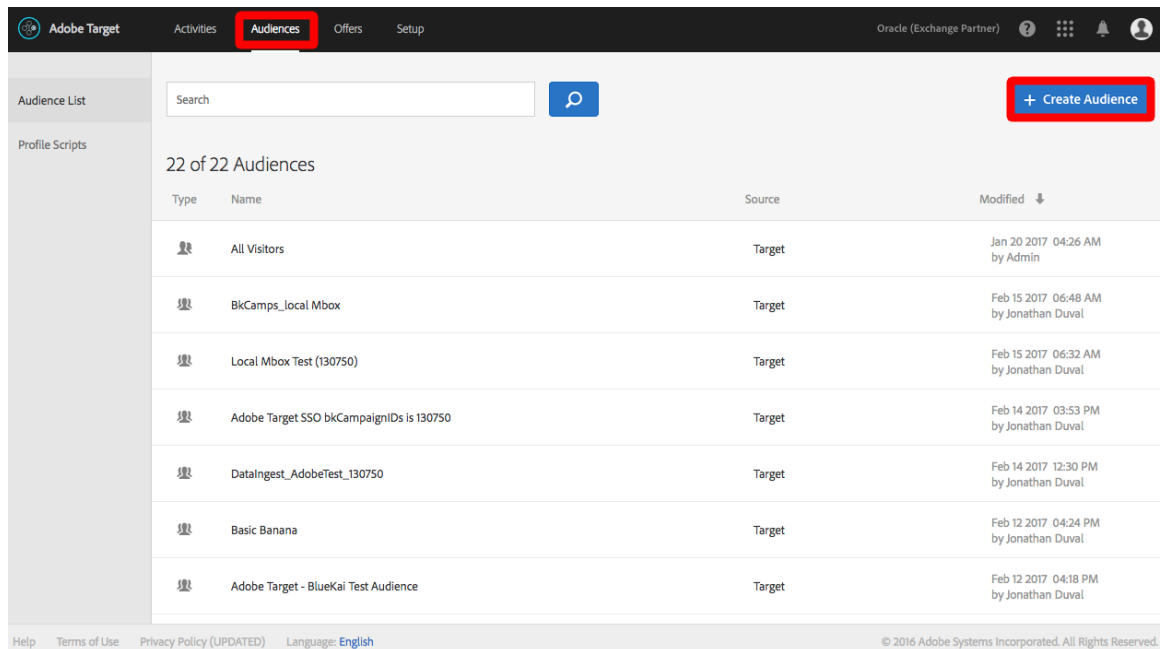 Adobe Target Activities Audiences Offers Setup Oracle (Exchange Partner) ?
Audience List
Profile Scripts
Search
+ Create Audience
22 of 22 Audiences
Type Name Source Modified
All Visitors Target Jan 20 2017 04:26 AM
by Admin
BkCamps_local Mbox Target Feb 15 2017 06:48 AM
by Jonathan Duval
Local Mbox Test (130750) Target Feb 15 2017 06:32 AM
by Jonathan Duval
Adobe Target SSO bkCampaignIDs is 130750 Target Feb 14 2017 03:53 PM
by Jonathan Duval
DataIngest_AdobeTest_130750 Target Feb 14 2017 12:30 PM
by Jonathan Duval
Basic Banana Target Feb 12 2017 04:24 PM
by Jonathan Duval
Adobe Target - BlueKai Test Audience Target Feb 12 2017 04:18 PM
by Jonathan Duval
Help Terms of Use Privacy Policy (UPDATED) Language: English © 2016 Adobe Systems Incorporated. All Rights Reserved.